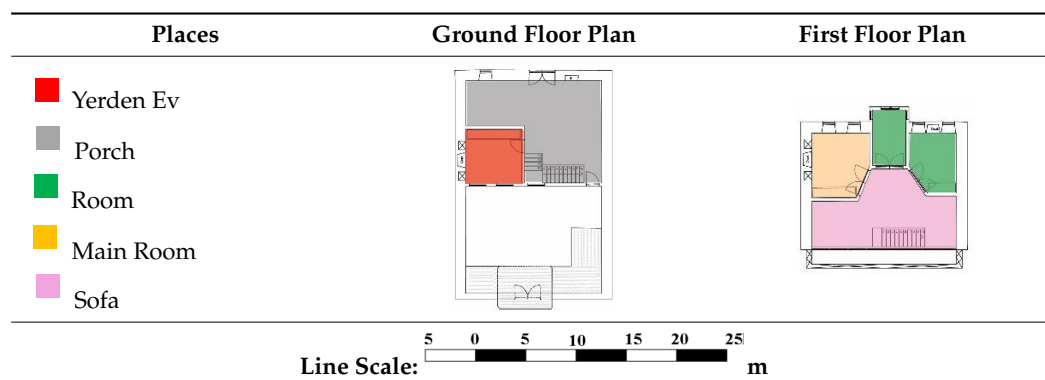 Places Ground Floor Plan First Floor Plan
Yerden Ev
Porch
Room
Main Room
Sofa
5 0 5 10 15 20 25
Line Scale: m